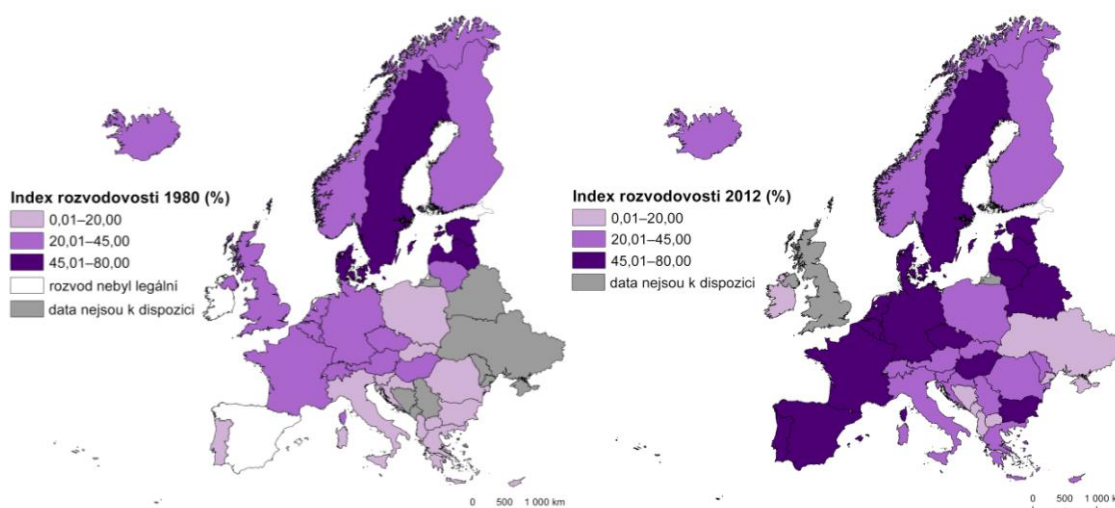 Index rozvodovosti 1980 (%)
0,01–20,00
20,01–45,00
45,01–80,00
rozvod nebyl legální
data nejsou k dispozici
0 500 1 000 km
Index rozvodovosti 2012 (%)
0,01–20,00
20,01–45,00
45,01–80,00
data nejsou k dispozici
0 500 1 000 km